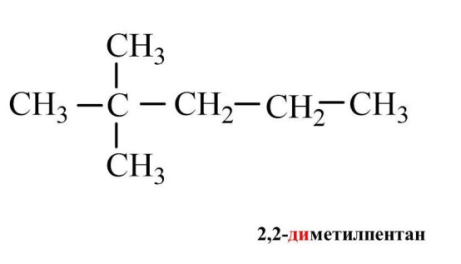 CH₃
CH₃ – C – CH₂ – CH₂ – CH₃
CH₃
2,2-диметилпентан